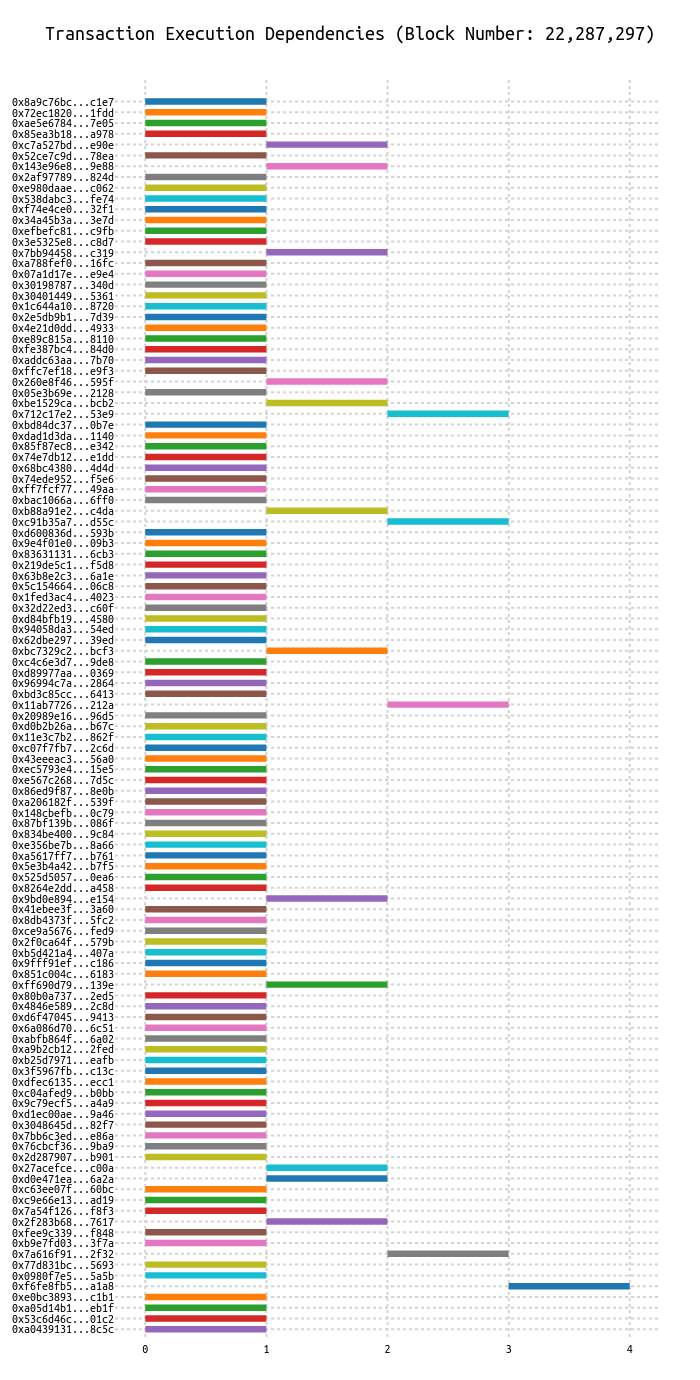 Transaction Execution Dependencies (Block Number: 22,287,297)
0x8a9c76bc...c1e7
0x72ec1820...1fdd
0xae5e6784...7e05
0x85ea3b18...a978
0xc7a527bd...e90e
0x52ce7c9d...78ea
0x143e96e8...9e88
0x2af97789...824d
0xe980daae...c062
0x538dabc3...fe74
0xf74e4ce0...32f1
0x34a45b3a...3e7d
0xefbefc81...c9fb
0x3e5325e8...c8d7
0x7bb94458...c319
0xa788fef0...16fc
0x07a1d17e...e9e4
0x30198787...340d
0x30401449...5361
0x1c644a10...8720
0x2e5db9b1...7d39
0x4e21d0dd...4933
0xe89c815a...8110
0xfe387bc4...84d0
0xaddc63aa...7b70
0xffc7ef18...e9f3
0x260e8f46...595f
0x05e3b69e...2128
0xbe1529ca...bcb2
0x712c17e2...53e9
0xbd84dc37...0b7e
0xdad1d3da...1140
0x85f87ec8...e342
0x74e7db12...e1dd
0x68bc4380...4d4d
0x74ede952...f5e6
0xff7fcf77...49aa
0xbac1066a...6ff0
0xb88a91e2...c4da
0xc91b35a7...d55c
0xd600836d...593b
0x9e4f01e0...09b3
0x83631131...6cb3
0x219de5c1...f5d8
0x63b8e2c3...6a1e
0x5c154664...06c8
0x1fed3ac4...4023
0x32d22ed3...c60f
0xd84bfb19...4580
0x94058da3...54ed
0x62dbe297...39ed
0xbc7329c2...bcf3
0xc4c6e3d7...9de8
0xd89977aa...0369
0x96994c7a...2864
0xbd3c85cc...6413
0x11ab7726...212a
0x20989e16...96d5
0xd0b2b26a...b67c
0x11e3c7b2...862f
0xc07f7fb7...2c6d
0x43eeeac3...56a0
0xec5793e4...15e5
0xe567c268...7d5c
0x86ed9f87...8e0b
0xa206182f...539f
0x148cbefb...0c79
0x87bf139b...086f
0x834be400...9c84
0xe356be7b...8a66
0xa5617ff7...b761
0x5e3b4a42...b7f5
0x525d5057...0ea6
0x8264e2dd...a458
0x9bd0e894...e154
0x41ebee3f...3a60
0x8db4373f...5fc2
0xce9a5676...fed9
0x2f0ca64f...579b
0xb5d421a4...407a
0x9fff91ef...c186
0x851c004c...6183
0xff690d79...139e
0x80b0a737...2ed5
0x4846e589...2c8d
0xd6f47045...9413
0x6a086d70...6c51
0xabfb864f...6a02
0xa9b2cb12...2fed
0xb25d7971...eafb
0x3f5967fb...c13c
0xdfec6135...ecc1
0xc04afed9...b0bb
0x9c79ecf5...a4a9
0xd1ec00ae...9a46
0x3048645d...82f7
0x7bb6c3ed...e86a
0x76cbcf36...9ba9
0x2d287907...b901
0x27acefce...c00a
0xd0e471ea...6a2a
0xc63ee07f...60bc
0xc9e66e13...ad19
0x7a54f126...f8f3
0x2f283b68...7617
0xfee9c339...f848
0xb9e7fd03...3f7a
0x7a616f91...2f32
0x77d831bc...5693
0x0980f7e5...5a5b
0xf6fe8fb5...a1a8
0xe0bc3893...c1b1
0xa05d14b1...eb1f
0x53c6d46c...01c2
0xa0439131...8c5c
0 1 2 3 4